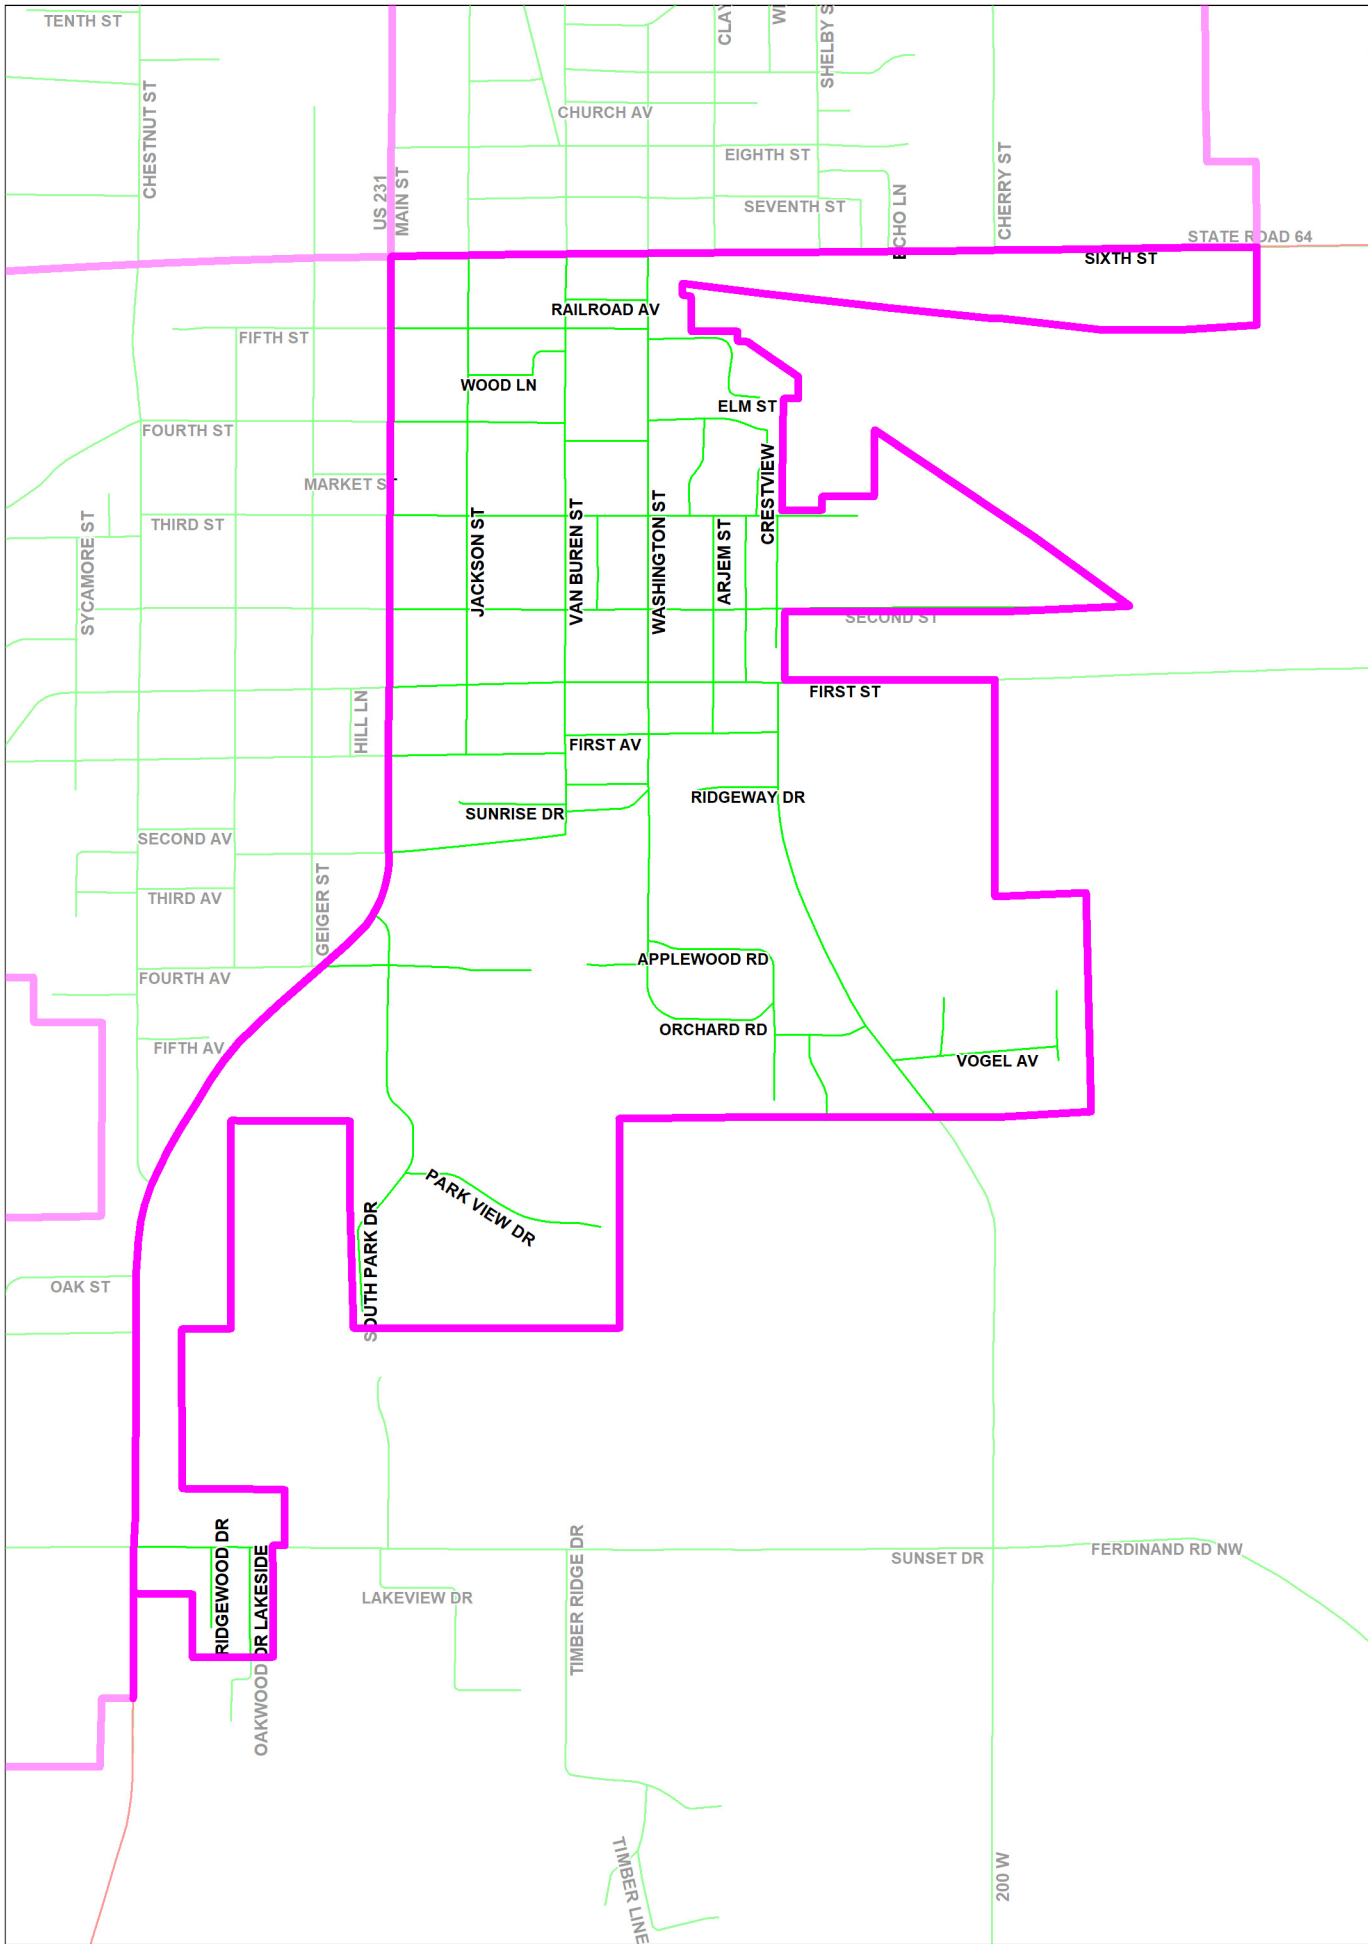 TENTH ST
CLAY
SHELBY S
CHESTNUT ST
CHURCH AV
EIGHTH ST
CHERRY ST
US 231
MAIN ST
SEVENTH ST
ECHO LN
STATE ROAD 64
SIXTH ST
RAILROAD AV
FIFTH ST
WOOD LN
ELM ST
FOURTH ST
CRESTVIEW
MARKET ST
THIRD ST
SYCAMORE ST
JACKSON ST
VAN BUREN ST
WASHINGTON ST
ARJEM ST
SECOND ST
FIRST ST
HILL LN
FIRST AV
RIDGEWAY DR
SUNRISE DR
SECOND AV
THIRD AV
GEIGER ST
APPLEWOOD RD
FOURTH AV
ORCHARD RD
FIFTH AV
VOGEL AV
PARK VIEW DR
SOUTH PARK DR
OAK ST
RIDGEWOOD DR
OAKWOOD DR LAKESIDE
LAKEVIEW DR
TIMBER RIDGE DR
SUNSET DR
FERDINAND RD NW
TIMBER LINE
200 W